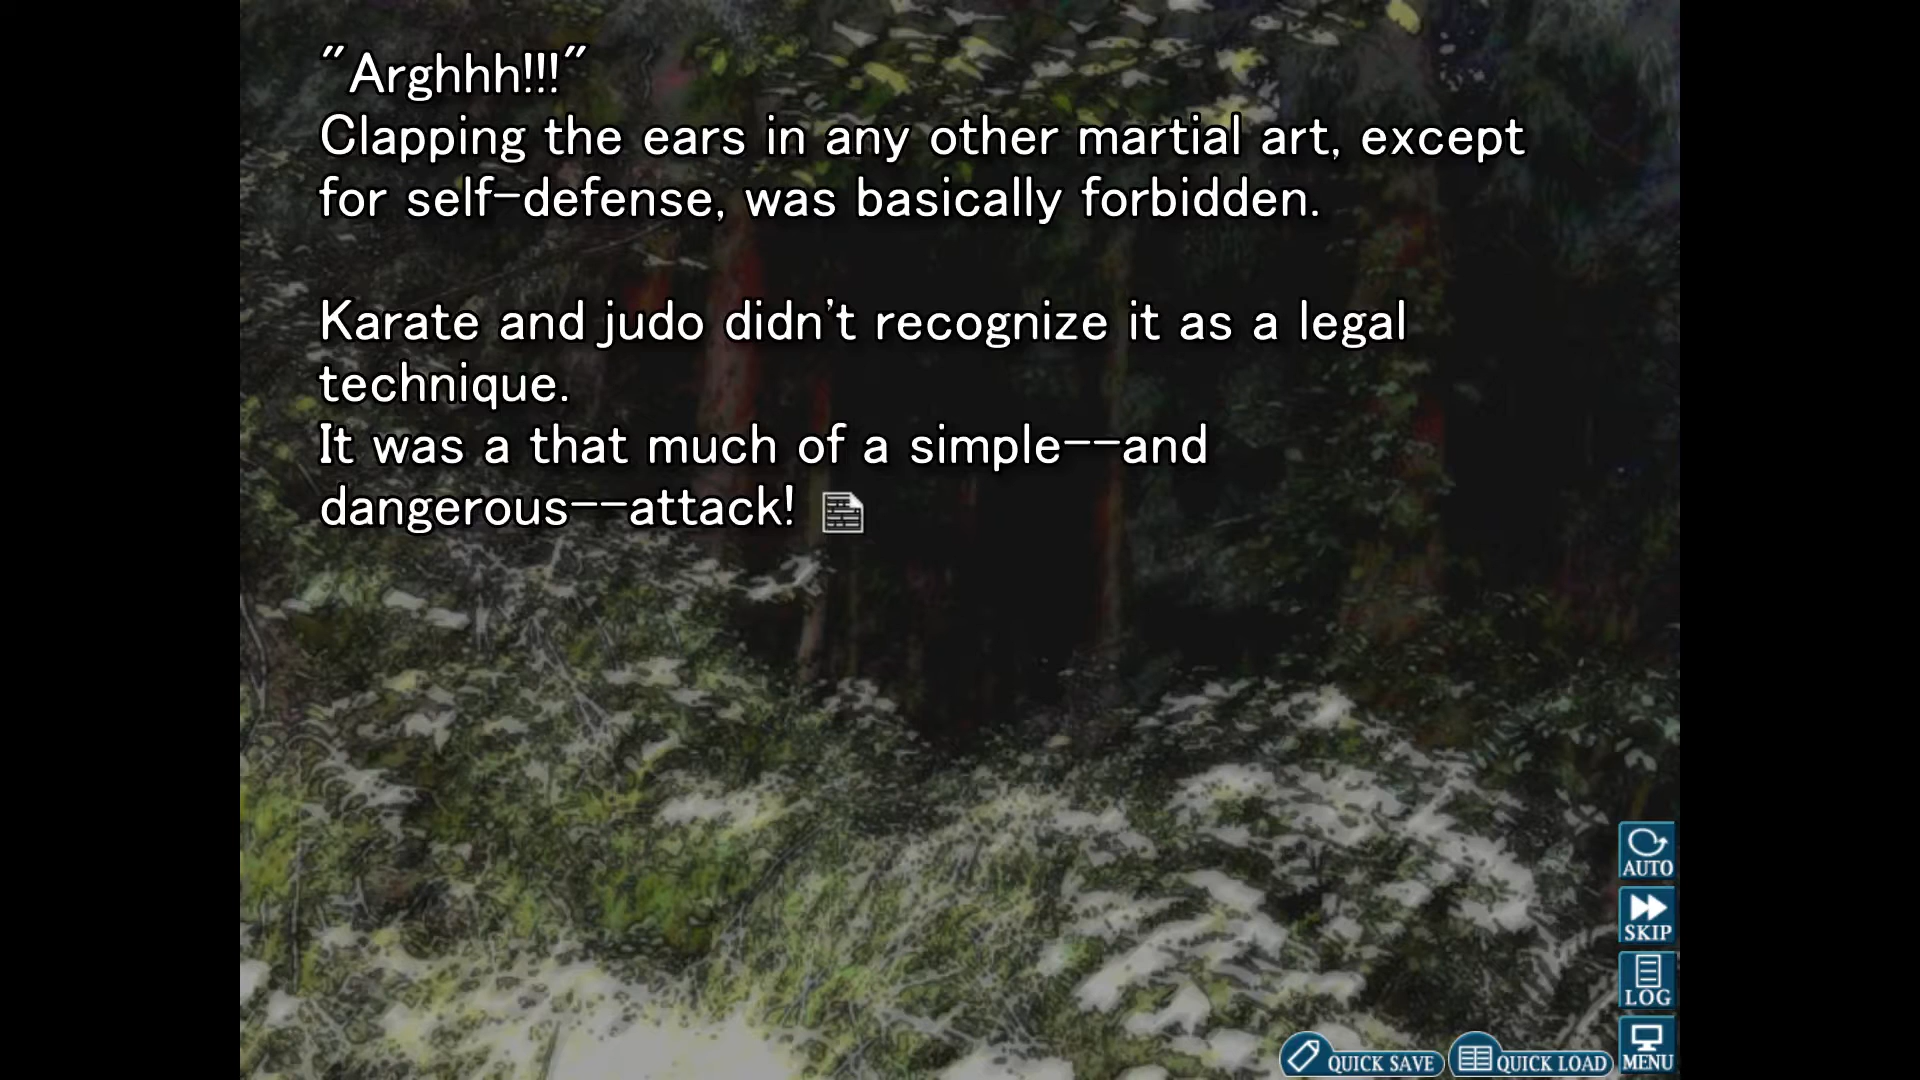 "Arghhh!!!"
Clapping the ears in any other martial art, except
for self-defense, was basically forbidden.
Karate and judo didn't recognize it as a legal
technique.
It was a that much of a simple--and
dangerous--attack!
AUTO
SKIP
LOG
MENU
QUICK SAVE
QUICK LOAD